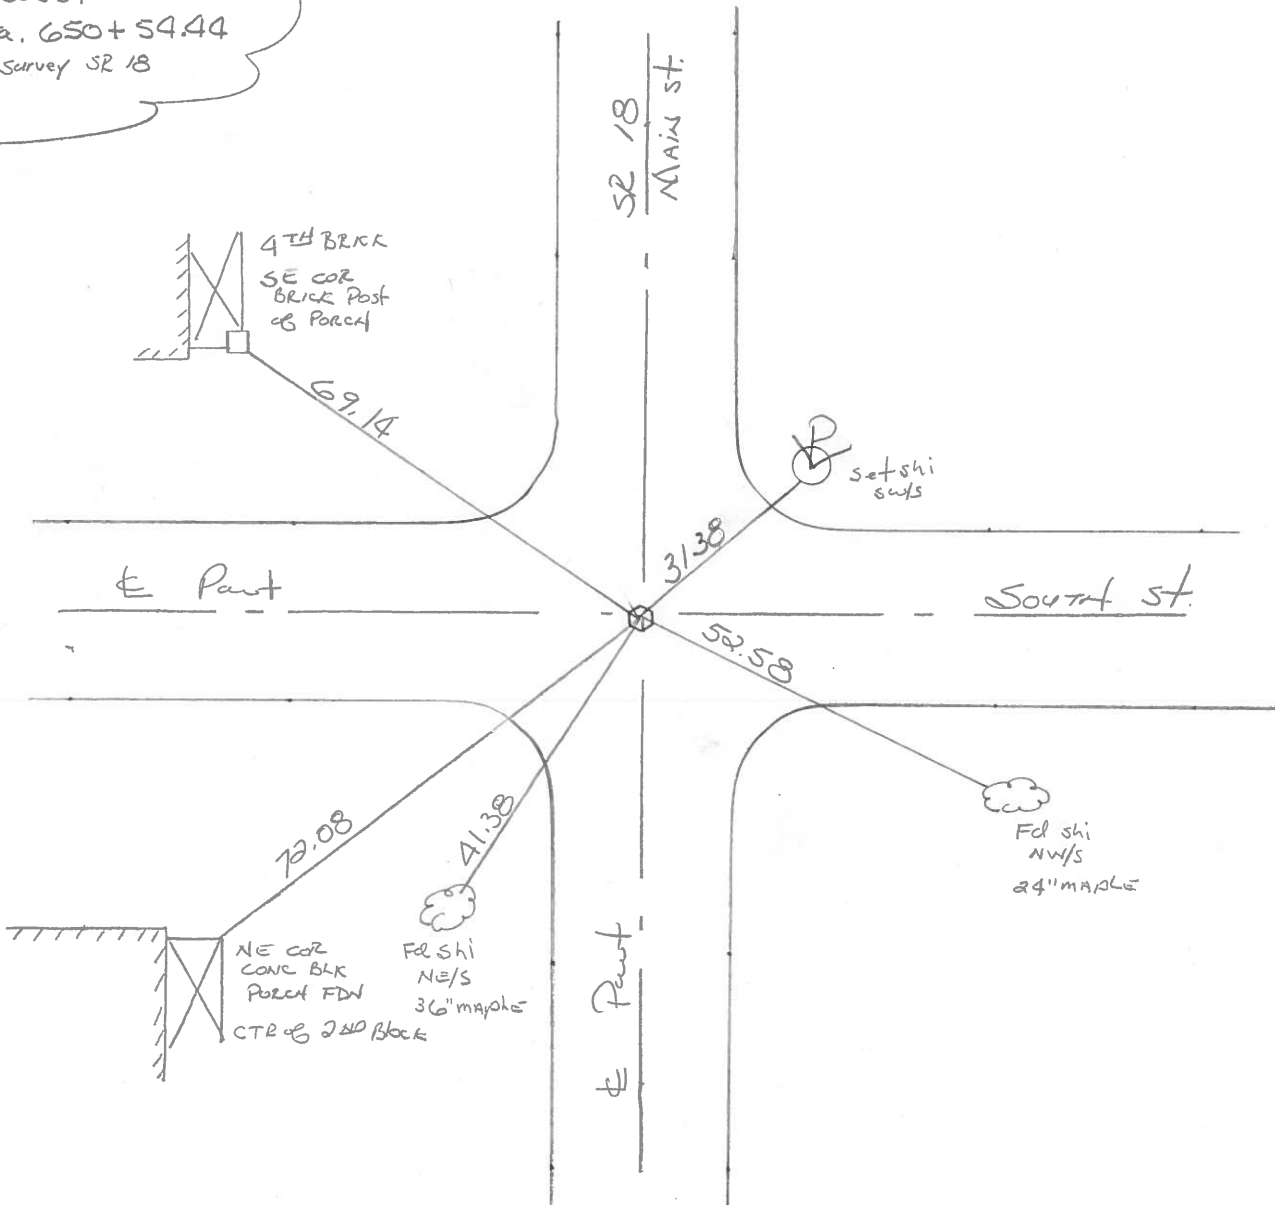 a. 650+54.44
survey SR 18
SR 18
MAIN St.
4TH BRICK
SE COR
BRICK Post
of PORCH
69.14
P
set shi
SW/S
31.38
℄ Pavt
SOUTH St.
52.58
72.08
41.38
Fd shi
NW/S
24" MAPLE
NE COR
CONC BLK
PORCH FDN
CTR of 2ND Block
Fd shi
NE/S
36" MAPLE
℄ Pavt